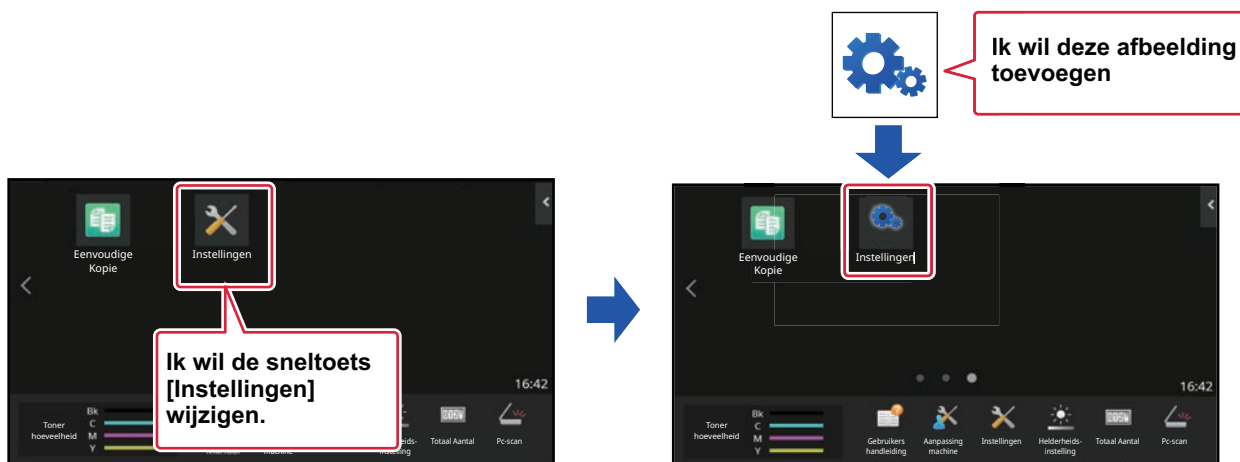 Ik wil deze afbeelding
toevoegen
Eenvoudige
Kopie
Instellingen
Ik wil de sneltoets
[Instellingen]
wijzigen.
16:42
Toner
hoeveelheid
Bk
C
M
Y
Totaal Aantal
Pc-scan
Eenvoudige
Kopie
Instellingen
16:42
Toner
hoeveelheid
Bk
C
M
Y
Gebruikers
handleiding
Aanpassing
machine
Instellingen
Helderheids-
instelling
Totaal Aantal
Pc-scan